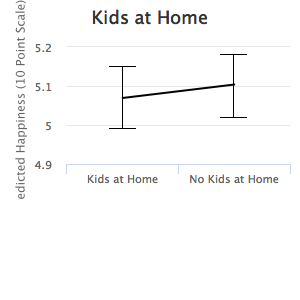 Kids at Home
edicted Happiness (10 Point Scale)
5.2
5.1
5
4.9
Kids at Home
No Kids at Home